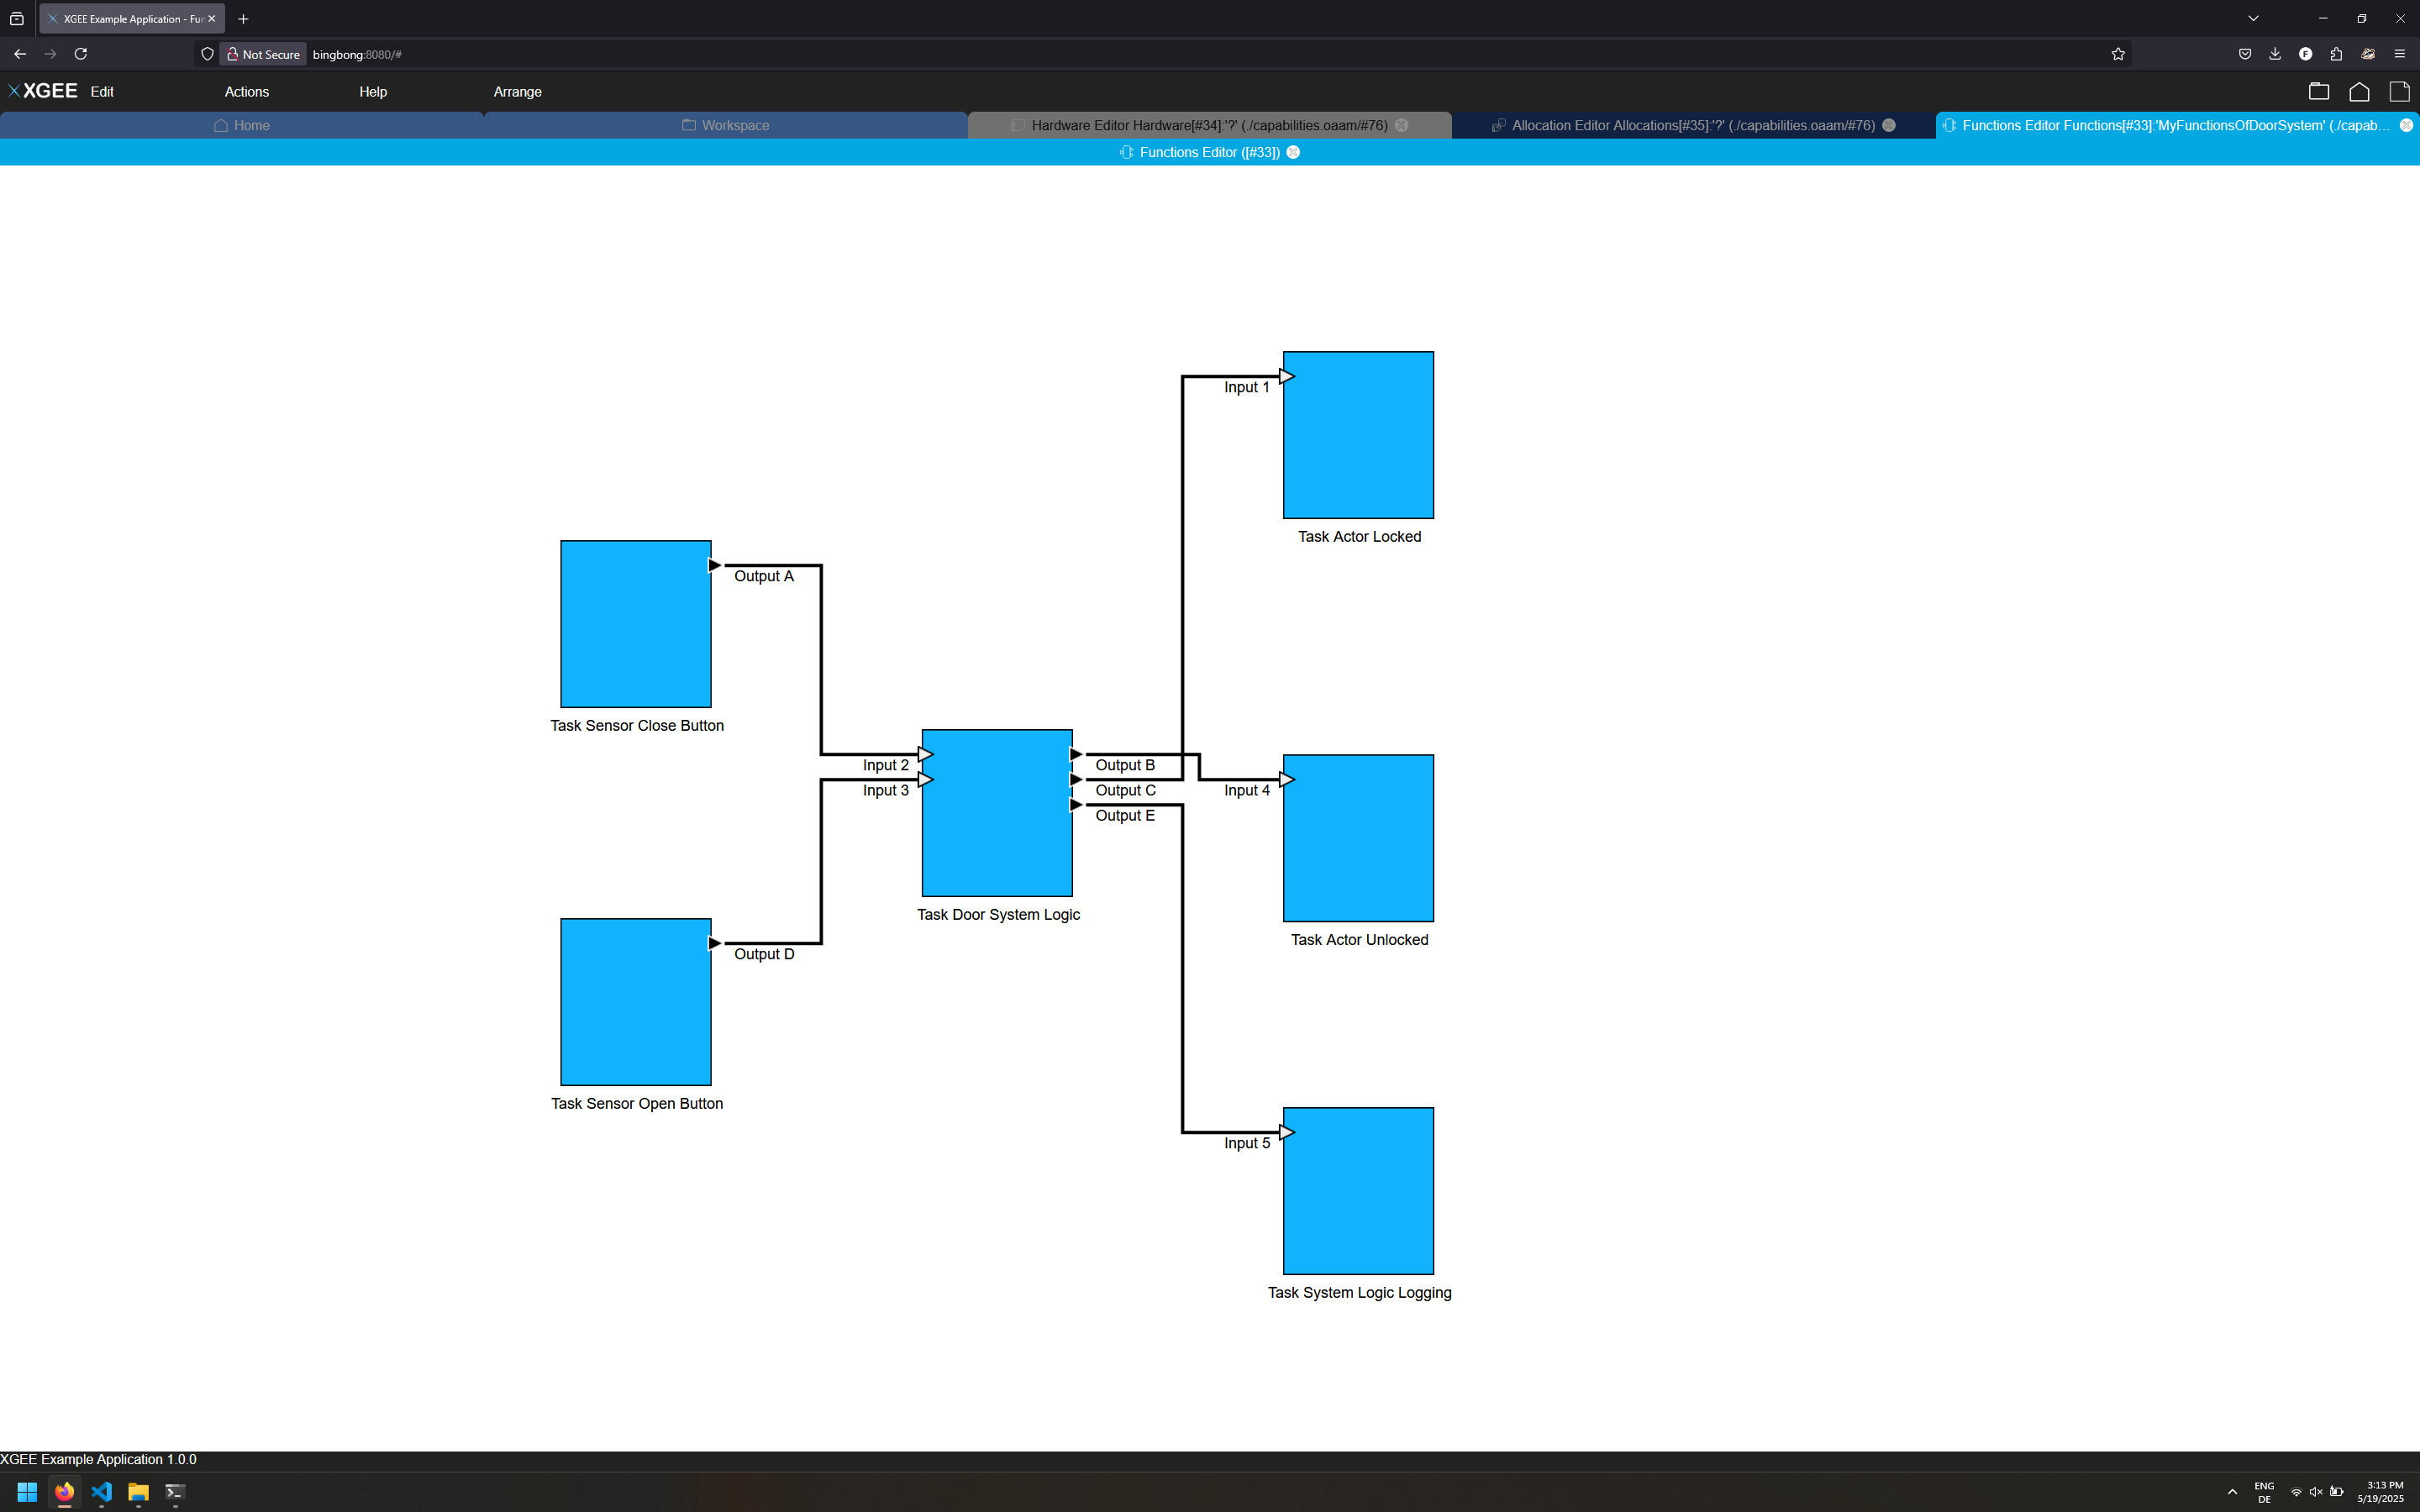 XGEE Example Application - Fun
Not Secure
bingbong:8080/#
XGEE
Edit
Actions
Help
Arrange
Home
Workspace
Hardware Editor Hardware[#34]:'?' (./capabilities.oaam/#76)
Allocation Editor Allocations[#35]:'?' (./capabilities.oaam/#76)
Functions Editor Functions[#33]:'MyFunctionsOfDoorSystem' (./capab...
Functions Editor ([#33])
Input 1
Task Actor Locked
Output A
Task Sensor Close Button
Input 2
Output B
Input 3
Output C
Input 4
Output E
Task Door System Logic
Task Actor Unlocked
Output D
Task Sensor Open Button
Input 5
Task System Logic Logging
XGEE Example Application 1.0.0
ENG
DE
3:13 PM
5/19/2025